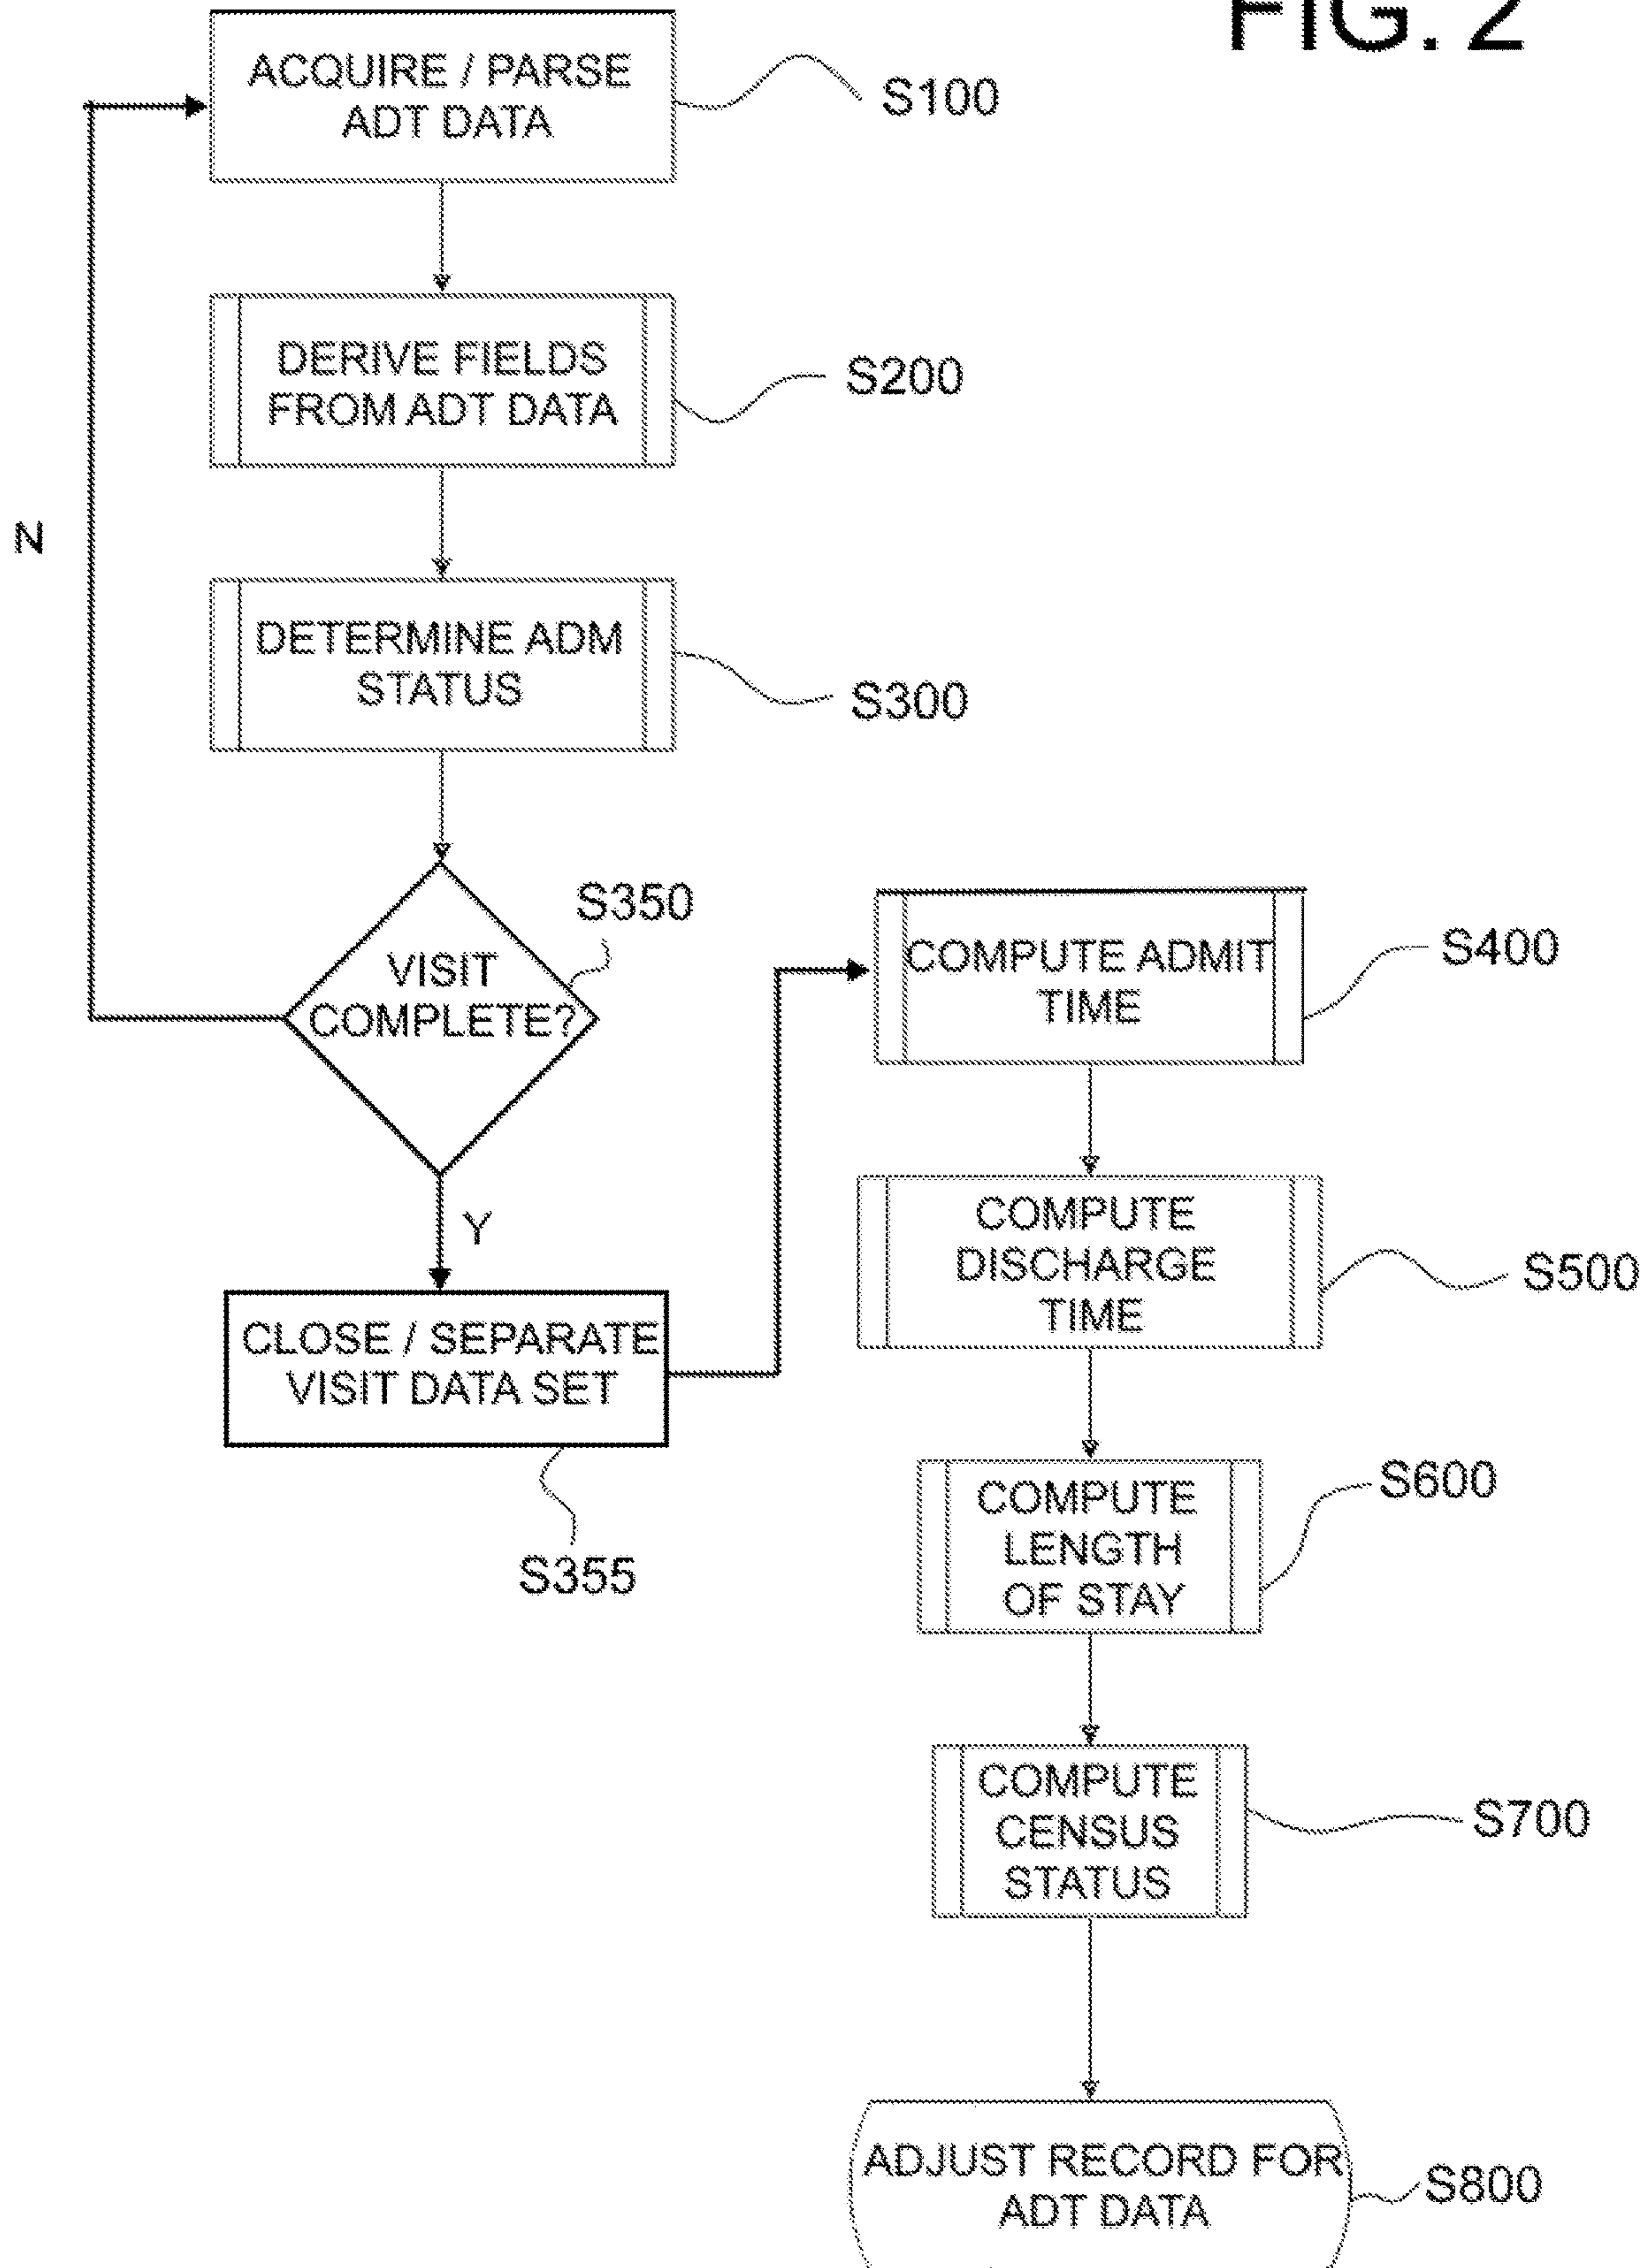 FIG. 2
ACQUIRE / PARSE
ADT DATA
S100
DERIVE FIELDS
FROM ADT DATA
S200
N
DETERMINE ADM
STATUS
S300
S350
VISIT
COMPLETE?
Y
CLOSE / SEPARATE
VISIT DATA SET
S355
COMPUTE ADMIT
TIME
S400
COMPUTE
DISCHARGE
TIME
S500
COMPUTE
LENGTH
OF STAY
S600
COMPUTE
CENSUS
STATUS
S700
ADJUST RECORD FOR
ADT DATA
S800